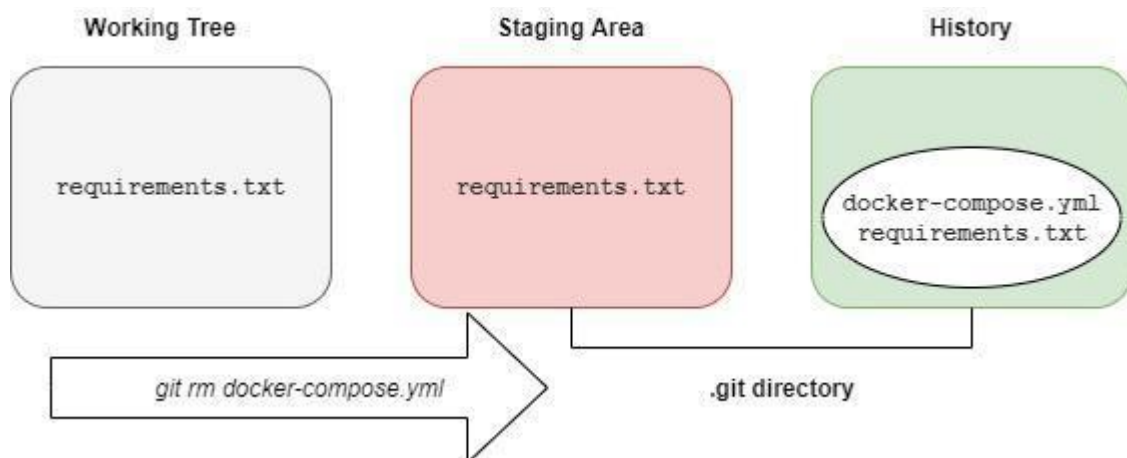 Working Tree
Staging Area
History
requirements.txt
requirements.txt
docker-compose.yml
requirements.txt
git rm docker-compose.yml
.git directory